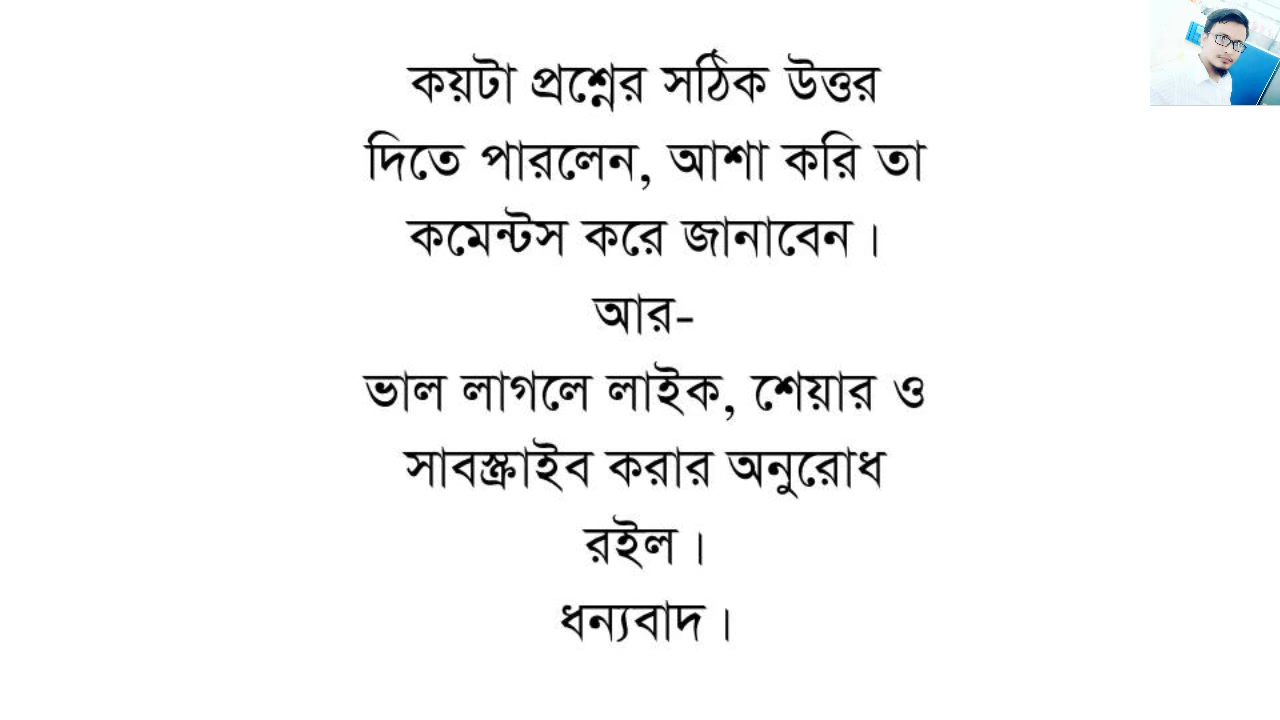 কয়টা প্রশ্নের সঠিক উত্তর
দিতে পারলেন, আশা করি তা
কমেন্টস করে জানাবেন।
আর-
ভাল লাগলে লাইক, শেয়ার ও
সাবস্ক্রাইব করার অনুরোধ
রইল।
ধন্যবাদ।